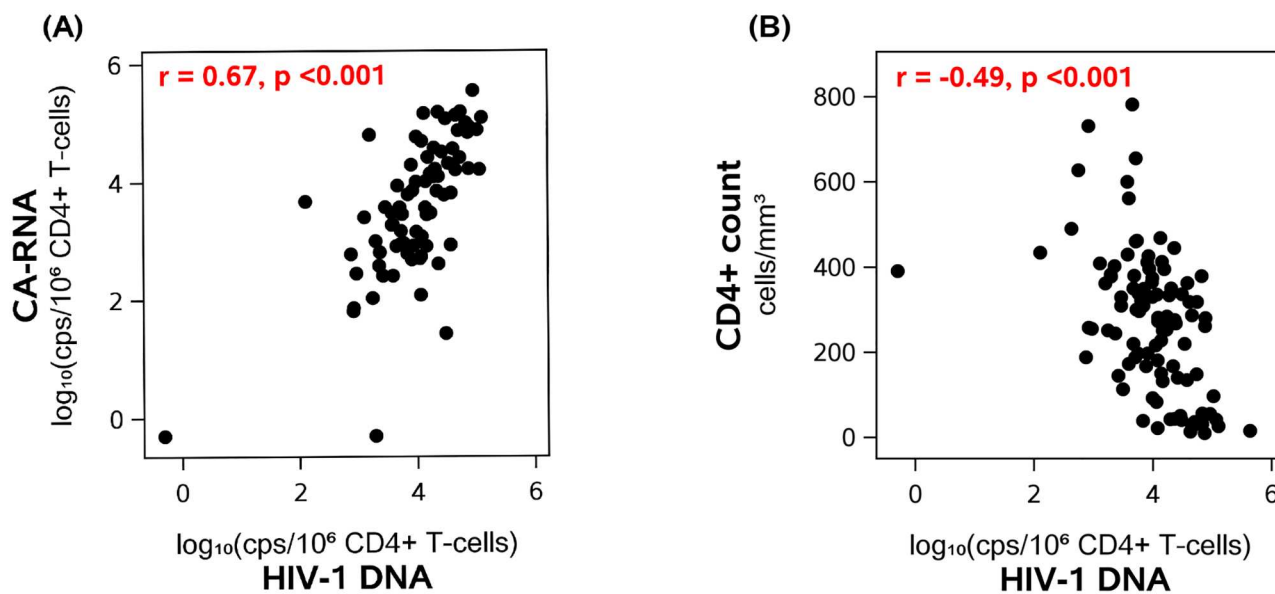 (A)
r = 0.67, p <0.001
CA-RNA
log₁₀(cps/10⁶ CD4+ T-cells)
6
4
2
0
0 2 4 6
log₁₀(cps/10⁶ CD4+ T-cells)
HIV-1 DNA
(B)
r = -0.49, p <0.001
CD4+ count
cells/mm³
800
600
400
200
0
0 2 4 6
log₁₀(cps/10⁶ CD4+ T-cells)
HIV-1 DNA